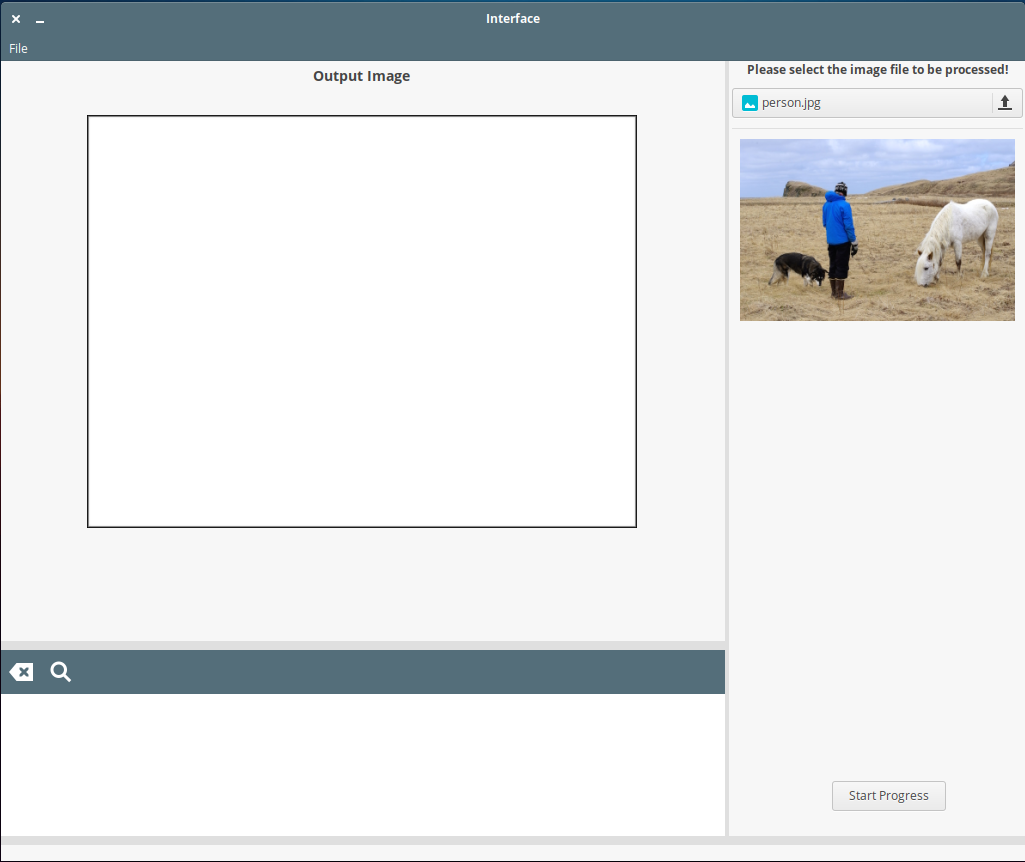 Interface
File
Output Image
Please select the image file to be processed!
person.jpg
Start Progress